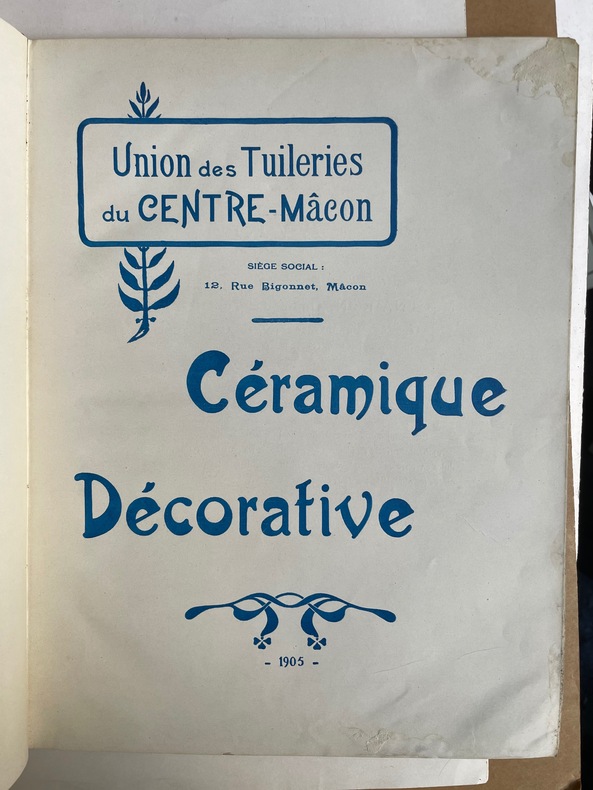 Union des Tuileries
du CENTRE-Mâcon
SIÈGE SOCIAL :
12, Rue Bigonnet, Mâcon
Céramique
Décorative
- 1905 -